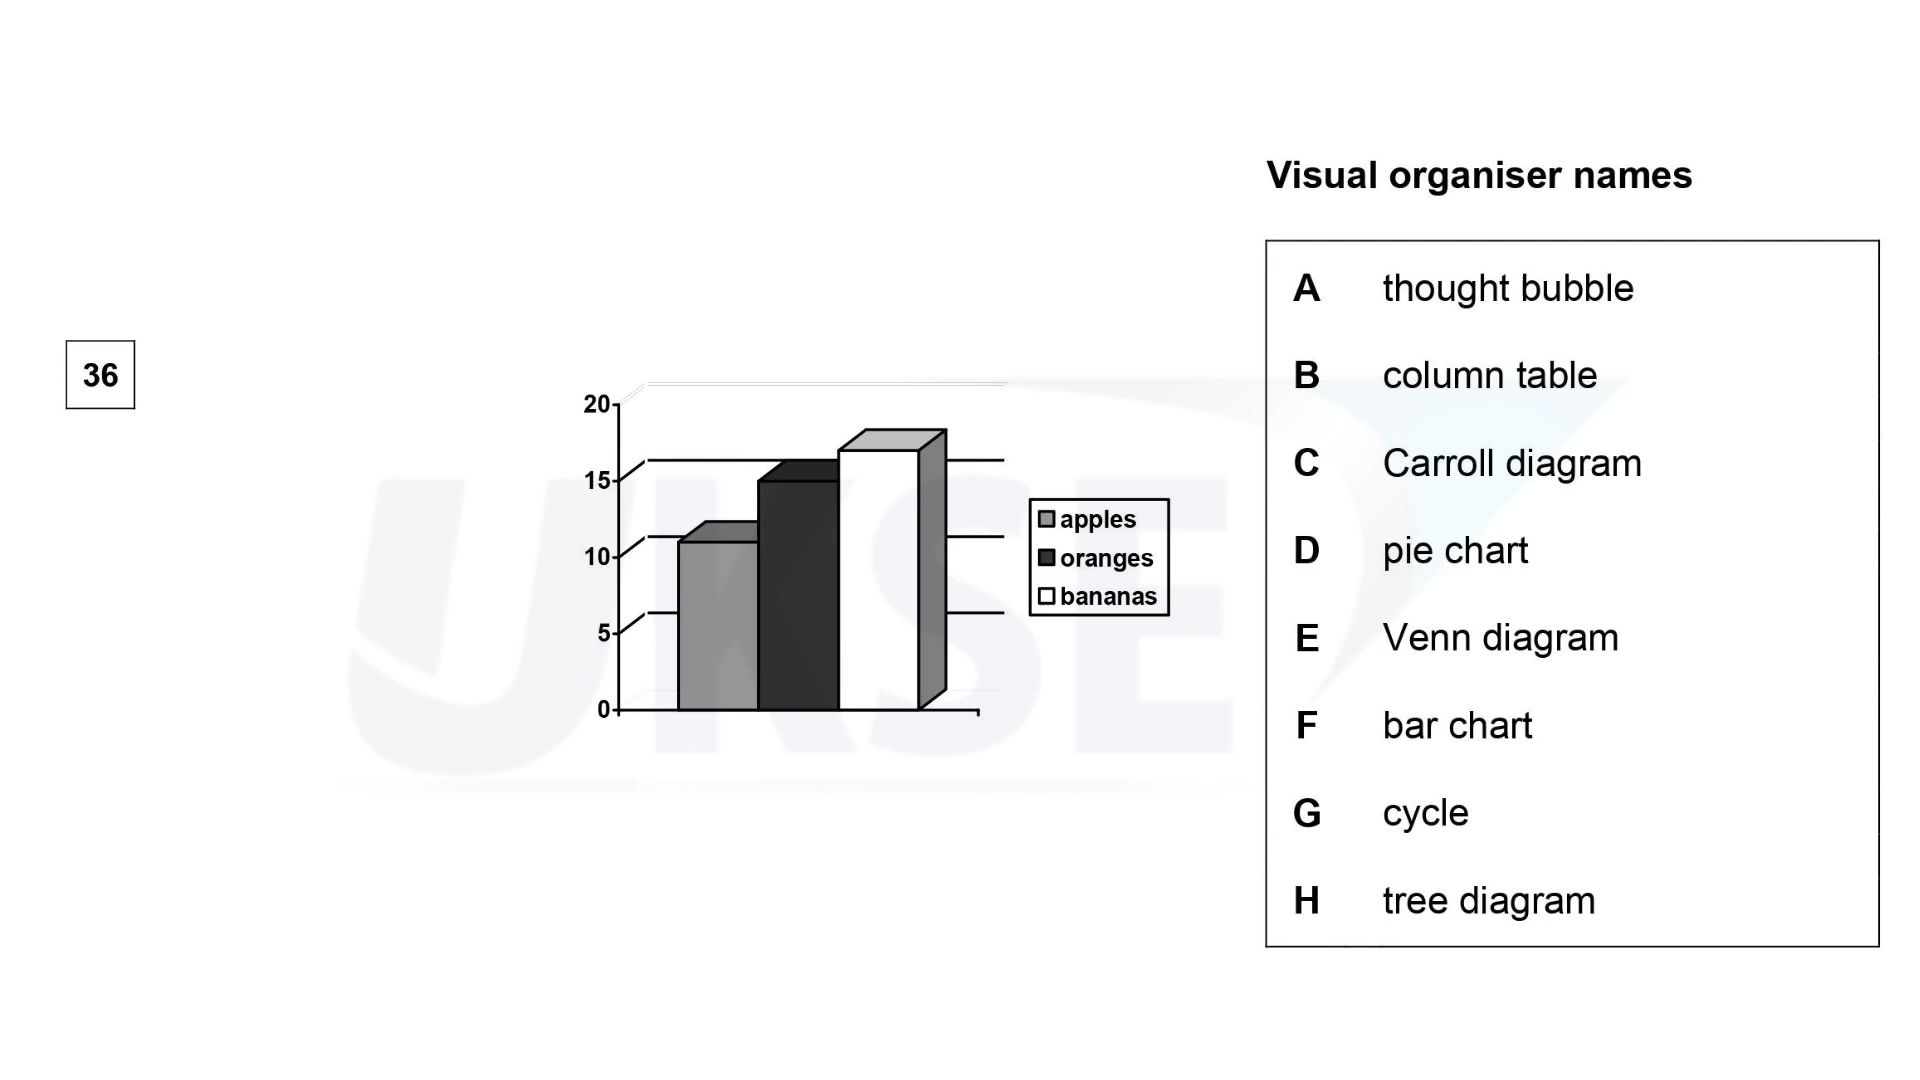 Visual organiser names
36
20
15
10
5
0
apples
oranges
bananas
A thought bubble
B column table
C Carroll diagram
D pie chart
E Venn diagram
F bar chart
G cycle
H tree diagram
UKSE